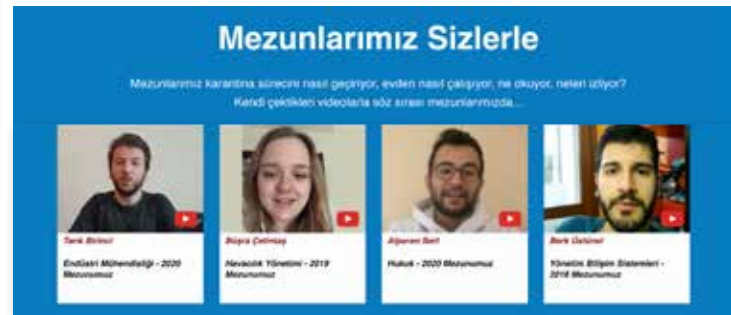 Mezunlarımız Sizlerle
Mezunlarımız karantina sürecini nasıl geçiriyor, evden nasıl çalışıyor, ne okuyor, neleri izliyor?
Kendi çektikleri videolarla söz sırası mezunlarımızda...
Tarık Birinci
Endüstri Mühendisliği - 2020
Mezunumuz
Büşra Çetintaş
Havacılık Yönetimi - 2019
Mezunumuz
Alperen Sert
Hukuk - 2020 Mezunumuz
Berk Üstünel
Yönetim Bilişim Sistemleri -
2018 Mezunumuz